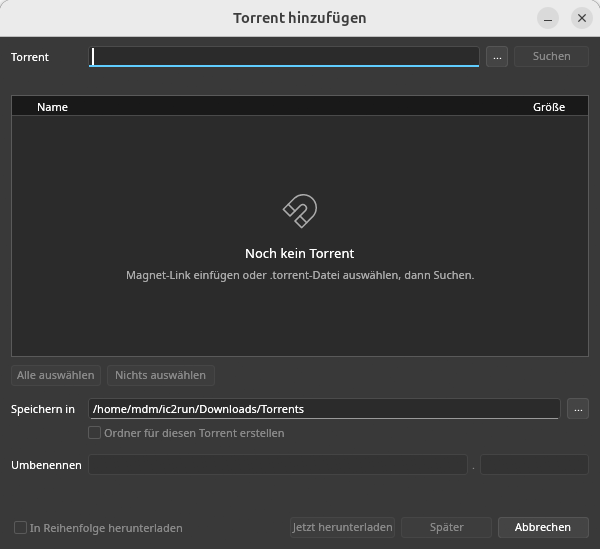 Torrent hinzufügen
Torrent ... Suchen
Name Größe
Noch kein Torrent
Magnet-Link einfügen oder .torrent-Datei auswählen, dann Suchen.
Alle auswählen Nichts auswählen
Speichern in /home/mdm/ic2run/Downloads/Torrents ...
Ordner für diesen Torrent erstellen
Umbenennen .
In Reihenfolge herunterladen Jetzt herunterladen Später Abbrechen